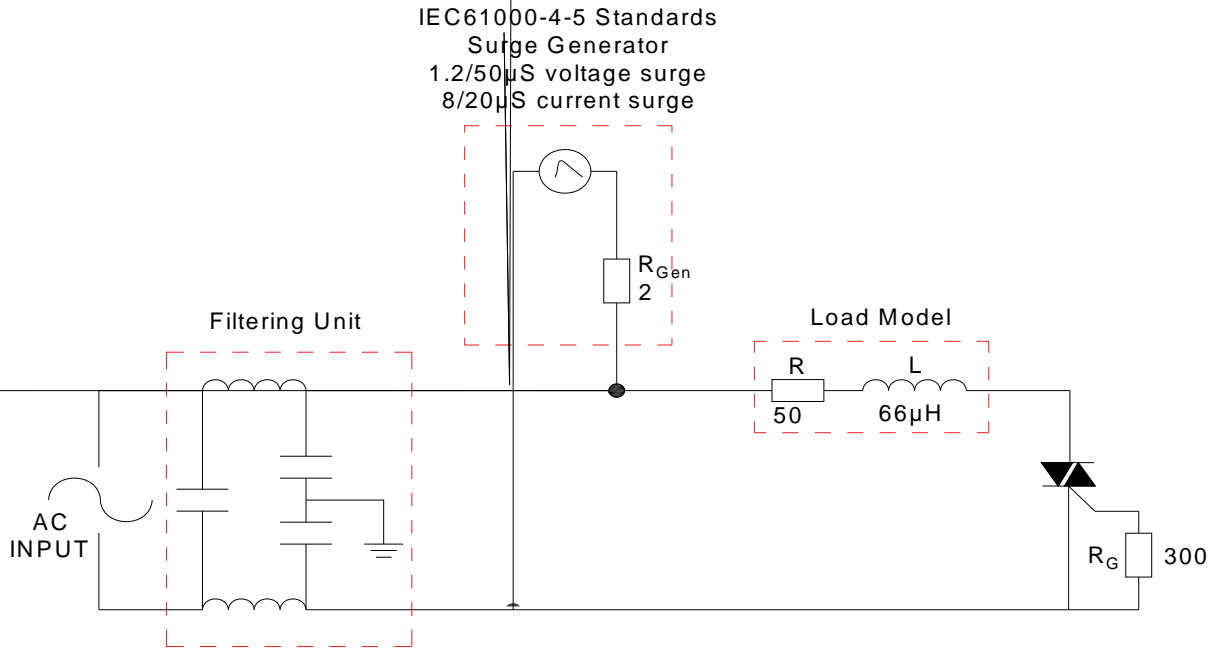 IEC61000-4-5 Standards
Surge Generator
1.2/50µS voltage surge
8/20µS current surge
RGen
2
Filtering Unit
Load Model
R
L
50
66µH
AC
INPUT
RG
300